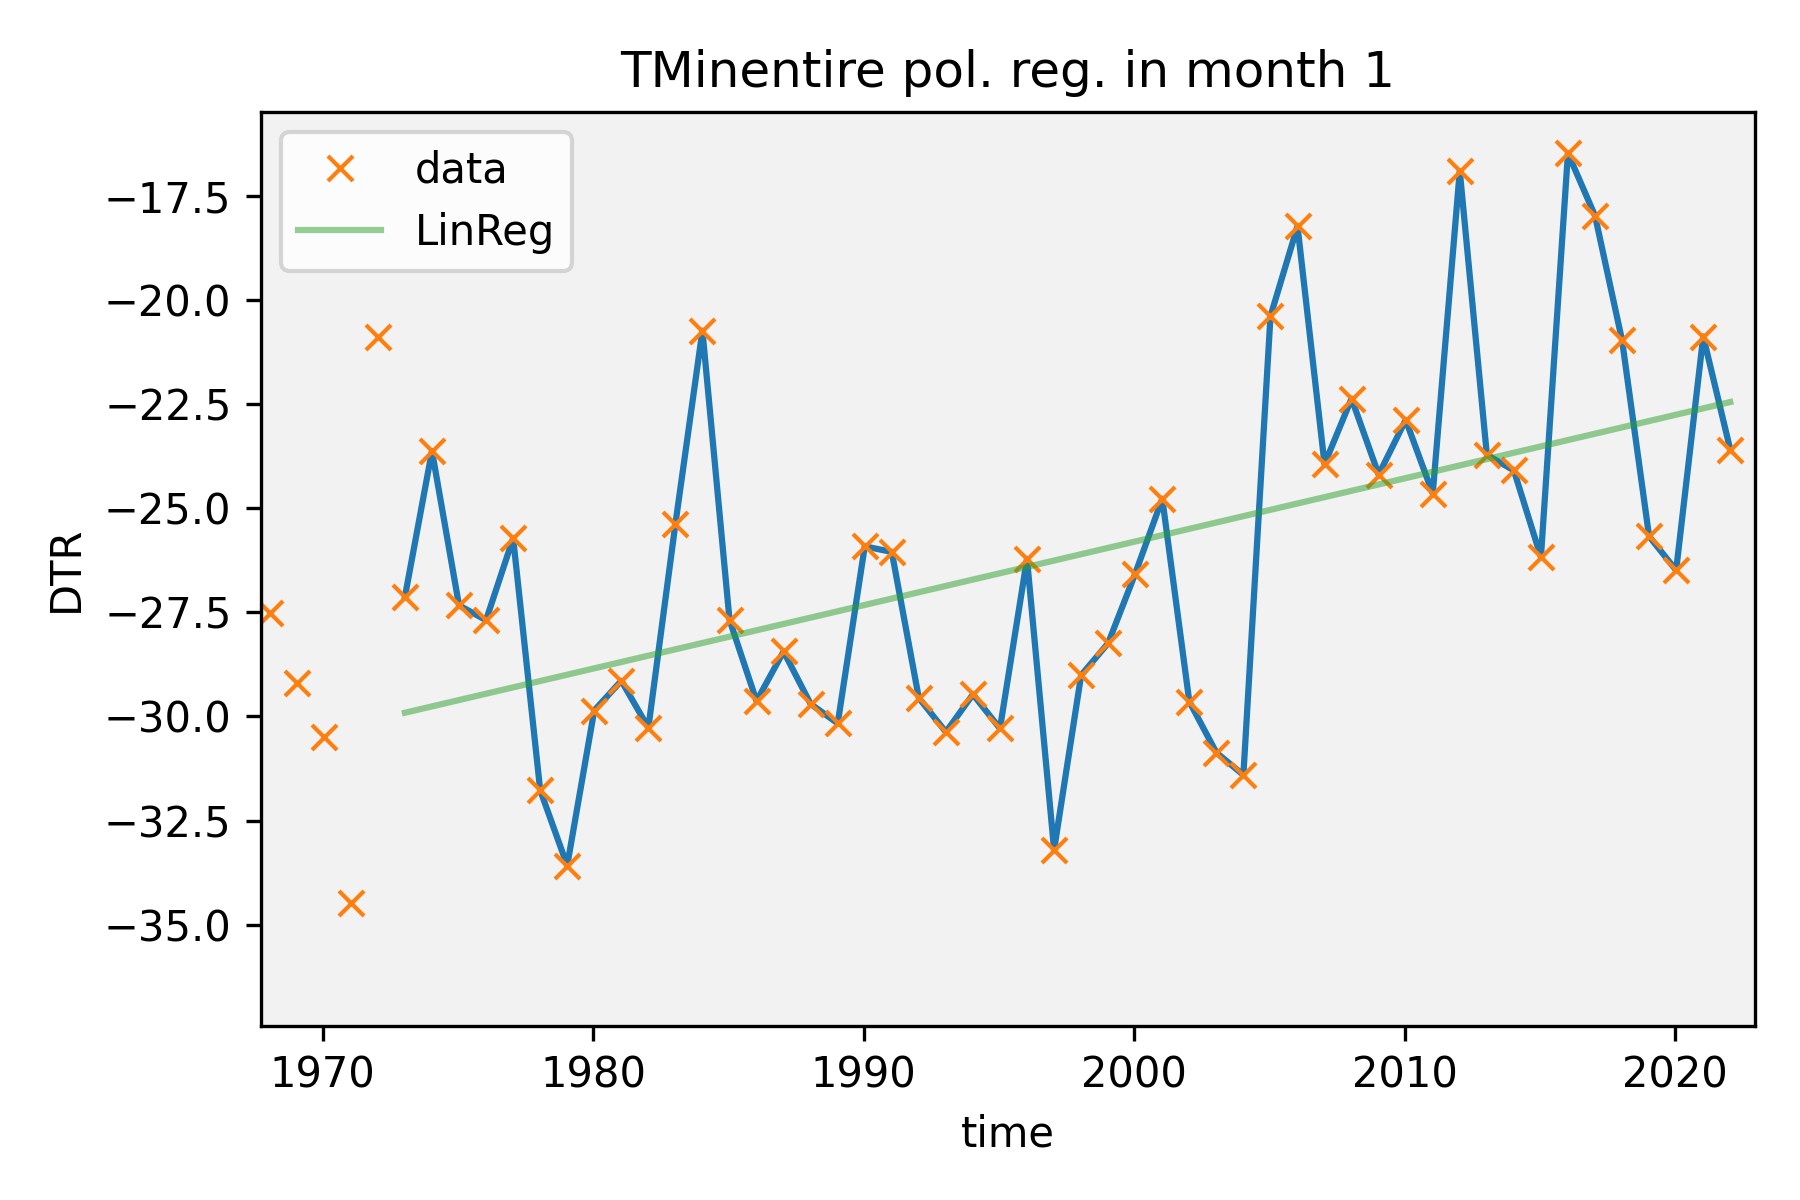 TMinentire pol. reg. in month 1
data
LinReg
−17.5
−20.0
−22.5
−25.0
−27.5
−30.0
−32.5
−35.0
DTR
1970 1980 1990 2000 2010 2020
time